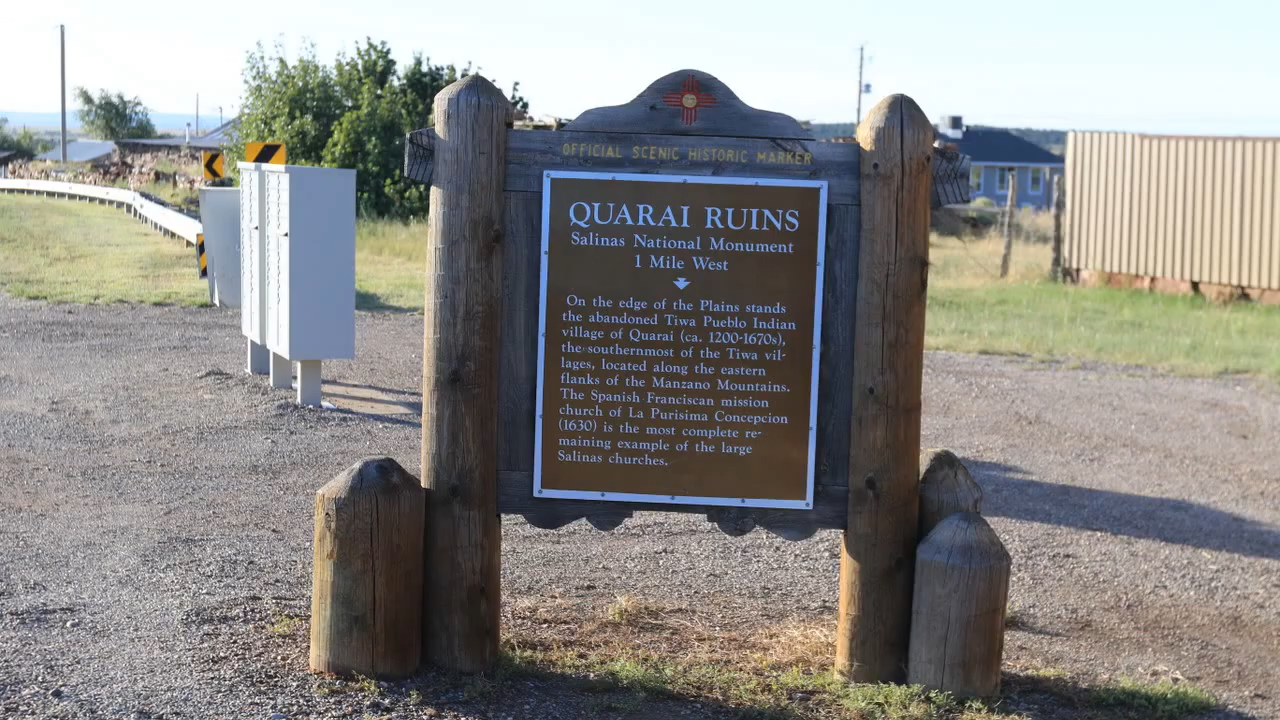 OFFICIAL SCENIC HISTORIC MARKER
QUARAI RUINS
Salinas National Monument
1 Mile West
On the edge of the Plains stands
the abandoned Tiwa Pueblo Indian
village of Quarai (ca. 1200-1670s),
the southernmost of the Tiwa vil-
lages, located along the eastern
flanks of the Manzano Mountains.
The Spanish Franciscan mission
church of La Purisima Concepcion
(1630) is the most complete re-
maining example of the large
Salinas churches.